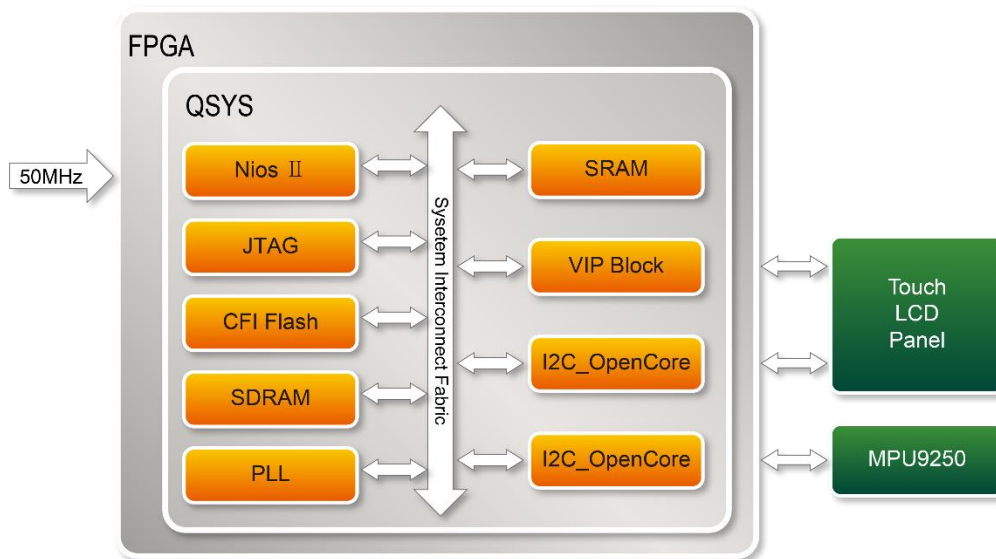 FPGA
QSYS
50MHz
Nios Ⅱ
JTAG
CFI Flash
SDRAM
PLL
Sysetem Interconnect Fabric
SRAM
VIP Block
I2C_OpenCore
I2C_OpenCore
Touch
LCD
Panel
MPU9250